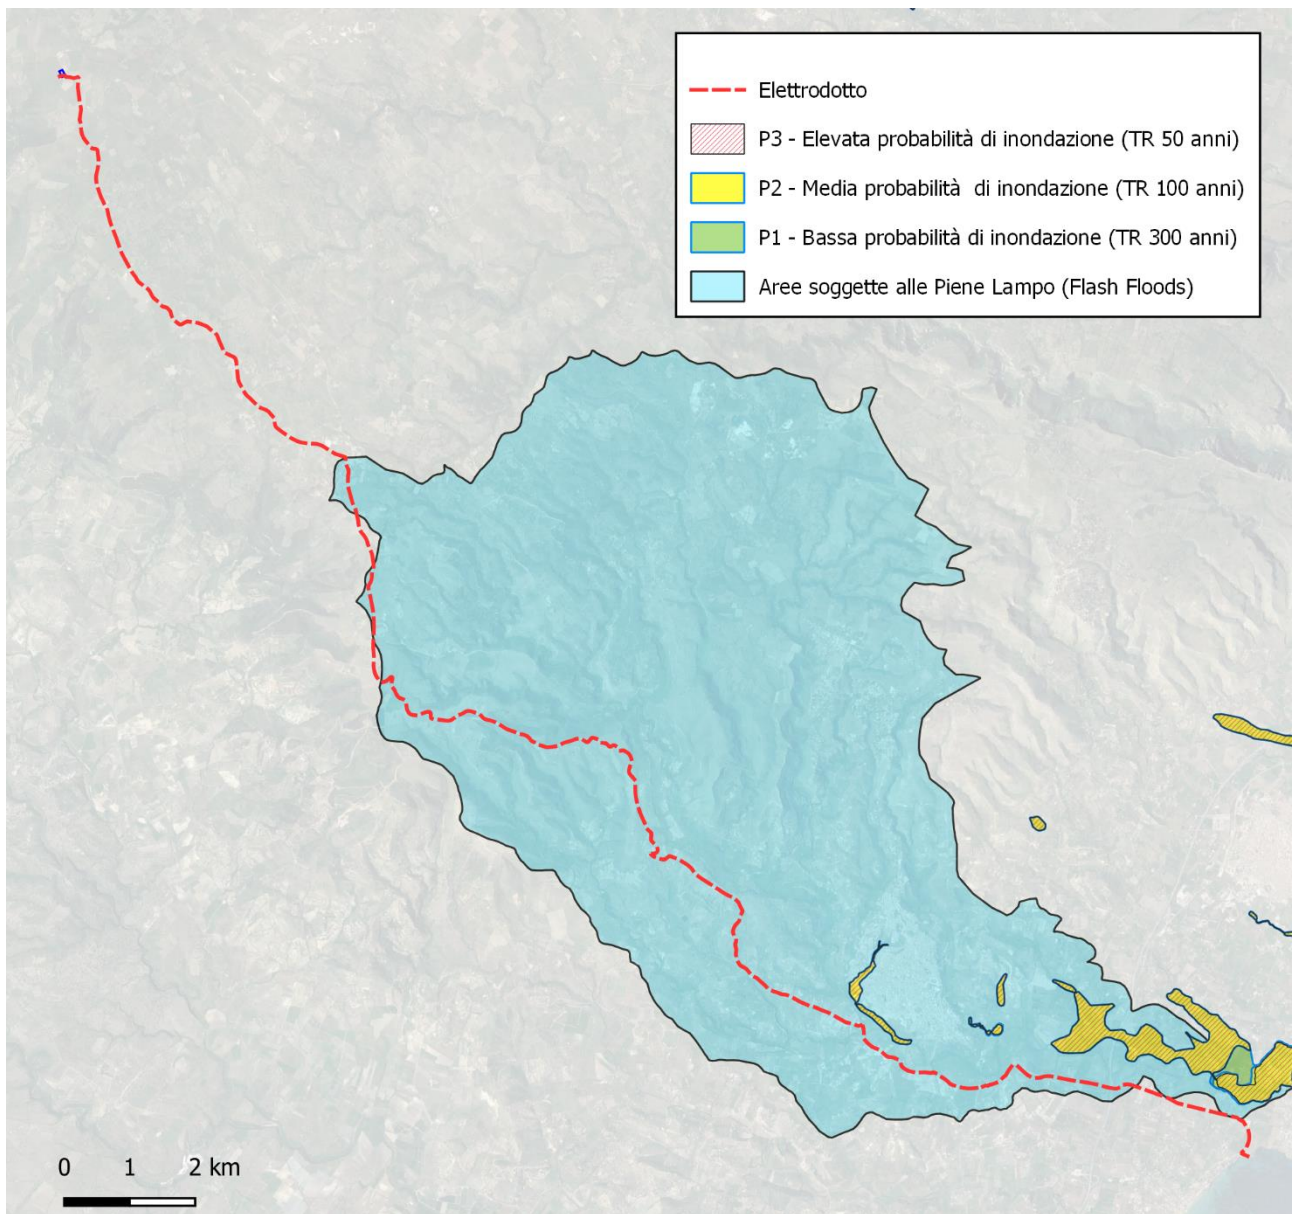 Elettrodotto
P3 - Elevata probabilità di inondazione (TR 50 anni)
P2 - Media probabilità  di inondazione (TR 100 anni)
P1 - Bassa probabilità di inondazione (TR 300 anni)
Aree soggette alle Piene Lampo (Flash Floods)
0 1 2 km